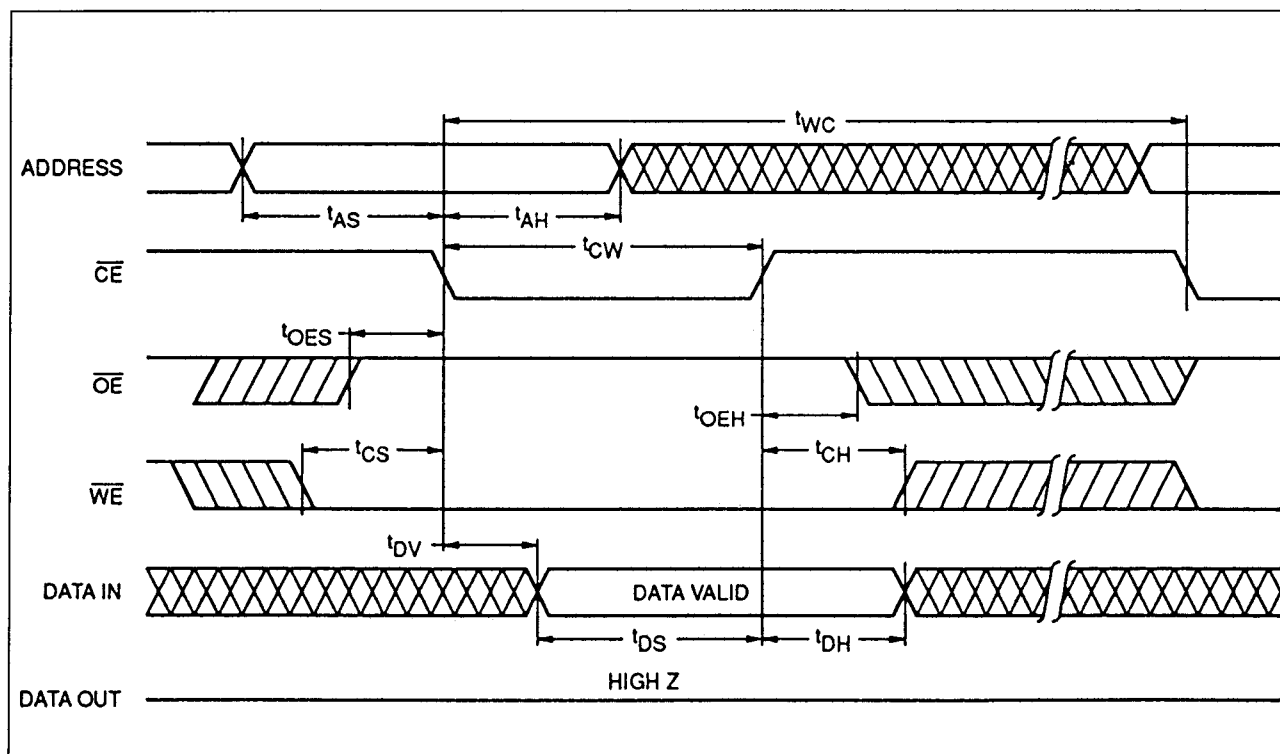 tWC
ADDRESS
tAS
tAH
tCW
CE
tOES
OE
tOEH
tCS
tCH
WE
tDV
DATA IN
DATA VALID
tDS
tDH
HIGH Z
DATA OUT